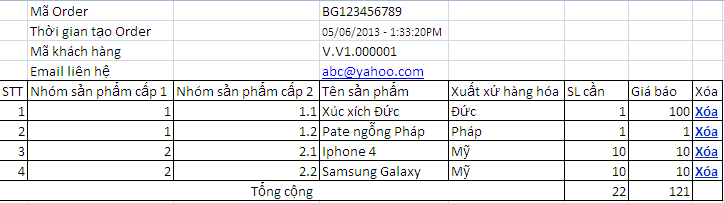 Mã Order BG123456789
Thời gian tạo Order 05/06/2013 - 1:33:20PM
Mã khách hàng V.V1.000001
Email liên hệ abc@yahoo.com
STT Nhóm sản phẩm cấp 1 Nhóm sản phẩm cấp 2 Tên sản phẩm Xuất xứ hàng hóa SL cần Giá báo Xóa
1 1 1.1 Xúc xích Đức Đức 1 100 Xóa
2 1 1.2 Pate ngỗng Pháp Pháp 1 1 Xóa
3 2 2.1 Iphone 4 Mỹ 10 10 Xóa
4 2 2.2 Samsung Galaxy Mỹ 10 10 Xóa
Tổng cộng 22 121